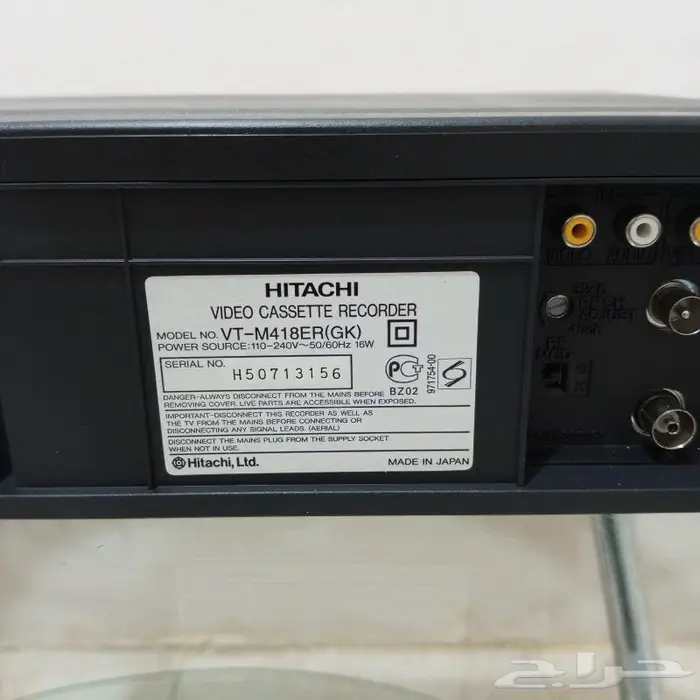 HITACHI
VIDEO CASSETTE RECORDER
MODEL NO. VT-M418ER(GK)
POWER SOURCE:110-240V～50/60Hz 16W
SERIAL NO. H50713156
BZ02
971754-00
DANGER-ALWAYS DISCONNECT FROM THE MAINS BEFORE
REMOVING COVER. LIVE PARTS ARE ACCESSIBLE WHEN EXPOSED.
IMPORTANT-DISCONNECT THIS RECORDER AS WELL AS
THE TV FROM THE MAINS BEFORE CONNECTING OR
DISCONNECTING ANY SIGNAL LEADS. (AERIAL)
DISCONNECT THE MAINS PLUG FROM THE SUPPLY SOCKET
WHEN NOT IN USE.
Hitachi, Ltd. MADE IN JAPAN
VIDEO AUDIO
ADJUST
حراج